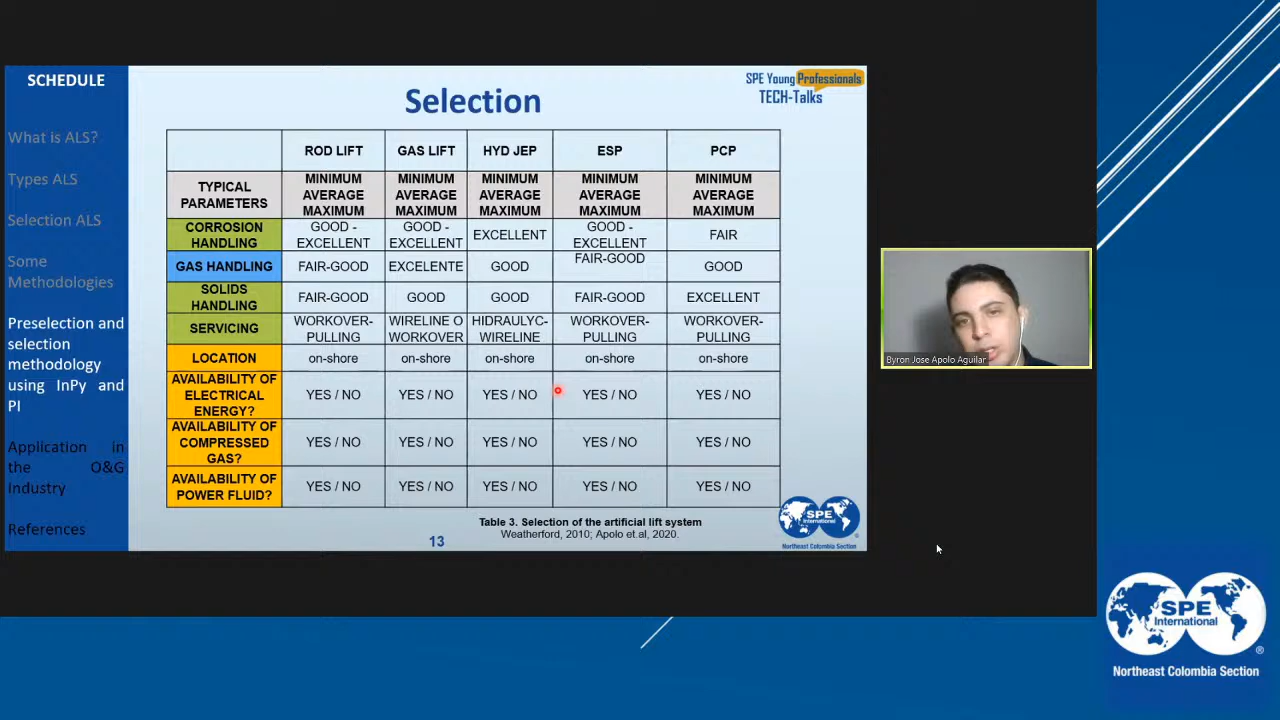 SCHEDULE
What is ALS?
Types ALS
Selection ALS
Some
Methodologies
Preselection and
selection
methodology
using InPy and
PI
Application in
the O&G
Industry
References
Selection
SPE Young Professionals
TECH-Talks
ROD LIFT GAS LIFT HYD JEP ESP PCP
TYPICAL PARAMETERS MINIMUM AVERAGE MAXIMUM MINIMUM AVERAGE MAXIMUM MINIMUM AVERAGE MAXIMUM MINIMUM AVERAGE MAXIMUM MINIMUM AVERAGE MAXIMUM
CORROSION HANDLING GOOD - EXCELLENT GOOD - EXCELLENT EXCELLENT GOOD - EXCELLENT FAIR
GAS HANDLING FAIR-GOOD EXCELENTE GOOD FAIR-GOOD GOOD
SOLIDS HANDLING FAIR-GOOD GOOD GOOD FAIR-GOOD EXCELLENT
SERVICING WORKOVER-PULLING WIRELINE O WORKOVER HIDRAULYC-WIRELINE WORKOVER-PULLING WORKOVER-PULLING
LOCATION on-shore on-shore on-shore on-shore on-shore
AVAILABILITY OF ELECTRICAL ENERGY? YES / NO YES / NO YES / NO YES / NO YES / NO
AVAILABILITY OF COMPRESSED GAS? YES / NO YES / NO YES / NO YES / NO YES / NO
AVAILABILITY OF POWER FLUID? YES / NO YES / NO YES / NO YES / NO YES / NO
Table 3. Selection of the artificial lift system
Weatherford, 2010; Apolo et.al, 2020.
13
SPE
International
Northeast Colombia Section
Byron Jose Apolo Aguilar
SPE
International
®
Northeast Colombia Section